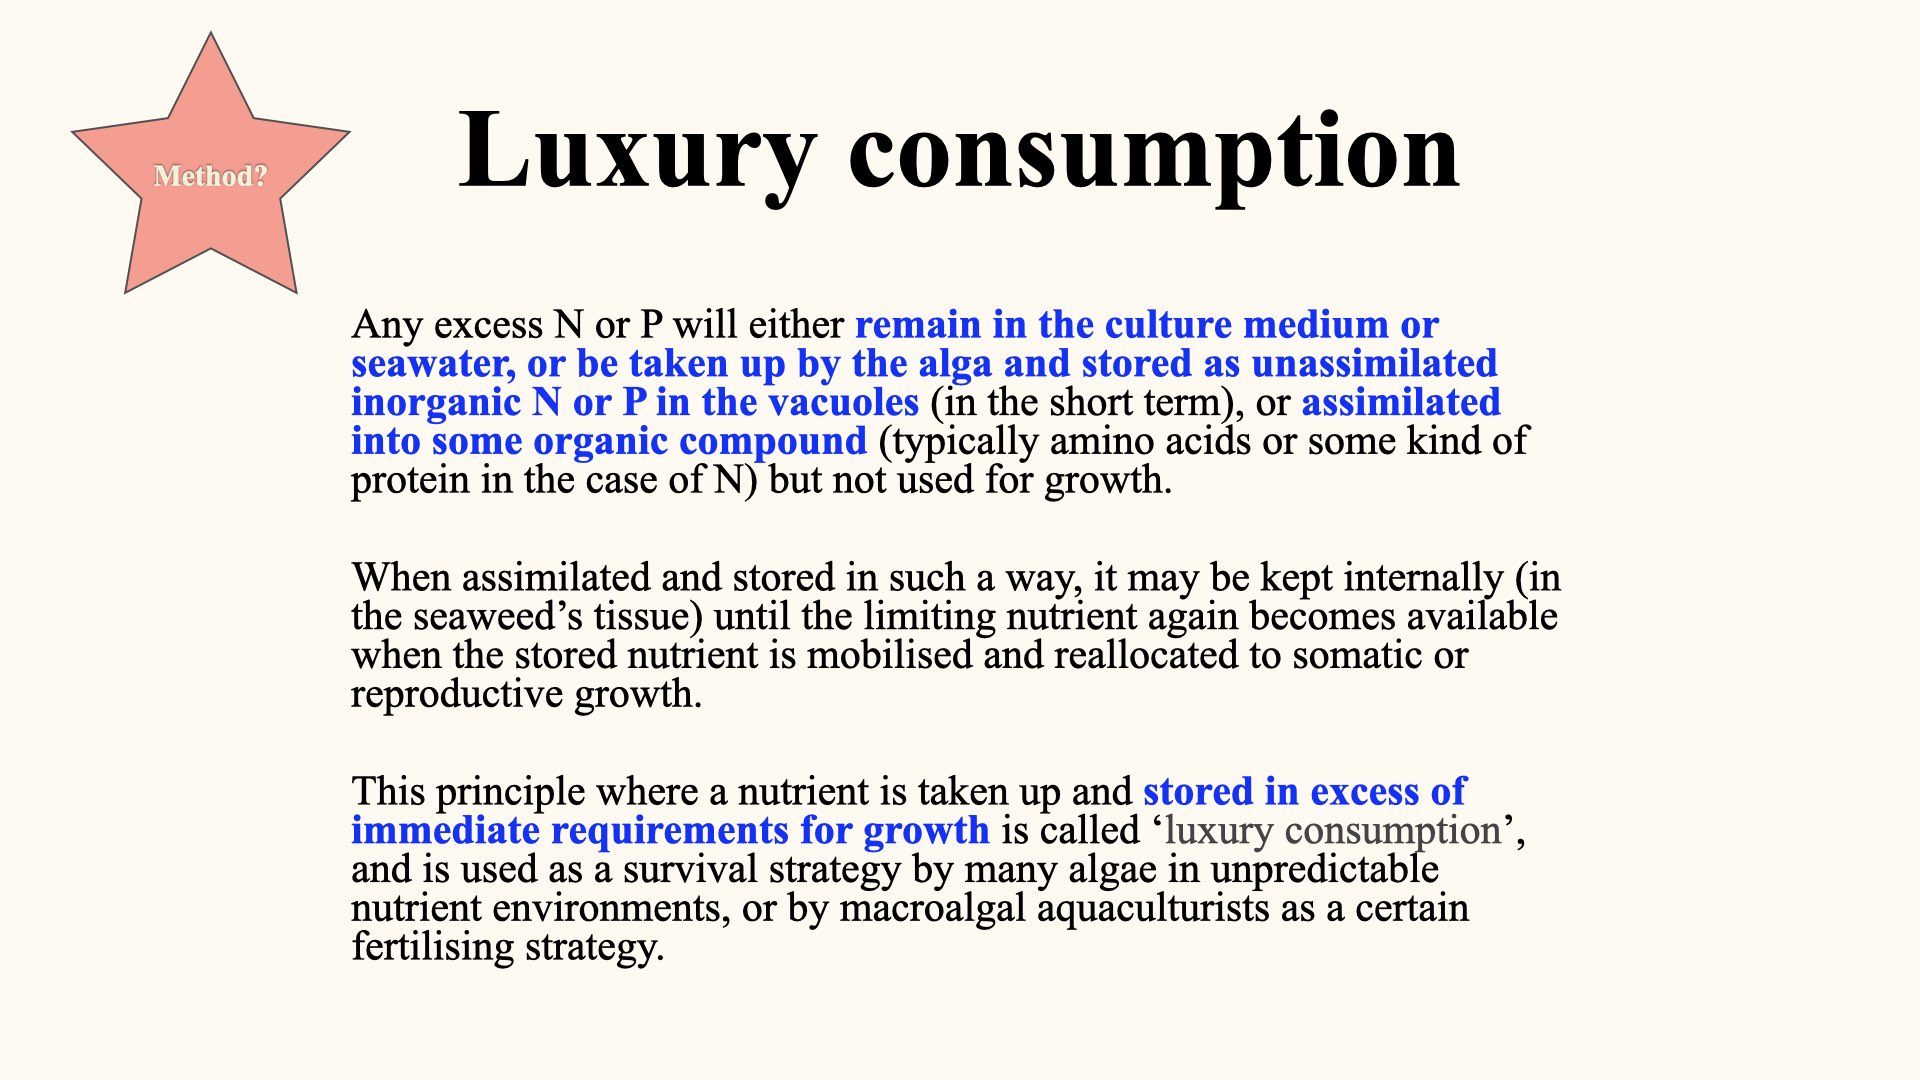 Method?
Luxury consumption
Any excess N or P will either remain in the culture medium or
seawater, or be taken up by the alga and stored as unassimilated
inorganic N or P in the vacuoles (in the short term), or assimilated
into some organic compound (typically amino acids or some kind of
protein in the case of N) but not used for growth.
When assimilated and stored in such a way, it may be kept internally (in
the seaweed’s tissue) until the limiting nutrient again becomes available
when the stored nutrient is mobilised and reallocated to somatic or
reproductive growth.
This principle where a nutrient is taken up and stored in excess of
immediate requirements for growth is called ‘luxury consumption’,
and is used as a survival strategy by many algae in unpredictable
nutrient environments, or by macroalgal aquaculturists as a certain
fertilising strategy.